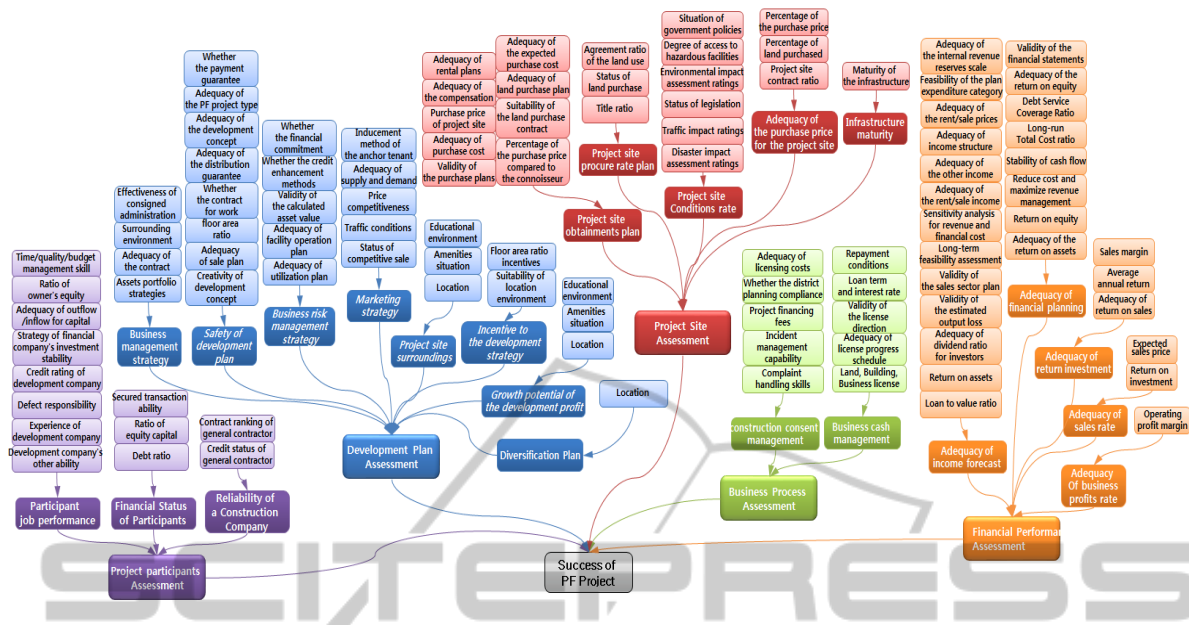 Time/quality/budget
management skill
Ratio of
owner's equity
Adequacy of outflow
/inflow for capital
Strategy of financial
company's investment
stability
Credit rating of
development company
Defect responsibility
Experience of
development company
Development company's
other ability
Participant
job performance
Secured transaction
ability
Ratio of
equity capital
Debt ratio
Financial Status
of Participants
Contract ranking of
general contractor
Credit status of
general contractor
Reliability of
a Construction
Company
Project participants
Assessment
Effectiveness of
consigned
administration
Surrounding
environment
Adequacy of
the contract
Assets portfolio
strategies
Business
management
strategy
Whether
the payment
guarantee
Adequacy of
the PF project type
Adequacy of
the development
concept
Adequacy of
the distribution
guarantee
Whether
the contract
for work
floor area
ratio
Adequacy
of sale plan
Creativity of
development
concept
Safety of
development
plan
Whether
the financial
commitment
Whether the credit
enhancement
methods
Validity of
the calculated
asset value
Adequacy of
facility operation
plan
Adequacy of
utilization plan
Business risk
management
strategy
Inducement
method of
the anchor tenant
Adequacy of
supply and demand
Price
competitiveness
Traffic conditions
Status of
competitive sale
Marketing
strategy
Educational
environment
Amenities
situation
Location
Project site
surroundings
Floor area ratio
incentives
Suitability of
location
environment
Incentive to
the development
strategy
Educational
environment
Amenities
situation
Location
Growth potential of
the development profit
Location
Diversification Plan
Development Plan
Assessment
Adequacy of
rental plans
Adequacy of
the compensation
Purchase price
of project site
Adequacy of
purchase cost
Validity of
the purchase plans
Adequacy of
the expected
purchase cost
Adequacy of
land purchase plan
Suitability of
the land purchase
contract
Percentage of
the purchase price
compared to
the connoisseur
Project site
obtainments plan
Agreement ratio
of the land use
Status of
land purchase
Title ratio
Project site
procure rate plan
Situation of
government policies
Degree of access to
hazardous facilities
Environmental impact
assessment ratings
Status of legislation
Traffic impact ratings
Disaster impact
assessment ratings
Project site
Conditions rate
Percentage of
the purchase price
Percentage of
land purchased
Project site
contract ratio
Adequacy of
the purchase price
for the project site
Maturity of
the infrastructure
Infrastructure
maturity
Project Site
Assessment
Adequacy of
licensing costs
Whether the district
planning compliance
Project financing
fees
Incident
management
capability
Complaint
handling skills
onstruction consent
management
Repayment
conditions
Loan term
and interest rate
Validity of
the license
direction
Adequacy of
license progress
schedule
Land, Building,
Business license
Business cash
management
Business Process
Assessment
Adequacy of
the internal revenue
reserves scale
Feasibility of the plan
expenditure category
Adequacy of
the rent/sale prices
Adequacy of
income structure
Adequacy of
the other income
Adequacy of
the rent/sale income
Sensitivity analysis
for revenue and
financial cost
Long-term
feasibility assessment
Validity of
the sales sector plan
Validity of
the estimated
output loss
Adequacy of
dividend ratio
for investors
Return on assets
Loan to value ratio
Adequacy of
income forecast
Validity of the
financial statements
Adequacy of the
return on equity
Debt Service
Coverage Ratio
Long-run
Total Cost ratio
Stability of cash flow
Reduce cost and
maximize revenue
management
Return on equity
Adequacy of the
return on assets
Adequacy of
financial planning
Sales margin
Average
annual return
Adequacy of
return on sales
Adequacy of
return investment
Expected
sales price
Return on
investment
Adequacy of
sales rate
Operating
profit margin
Adequacy
Of business
profits rate
Financial Performan
Assessment
Success of
PF Project
SCITEPRESS